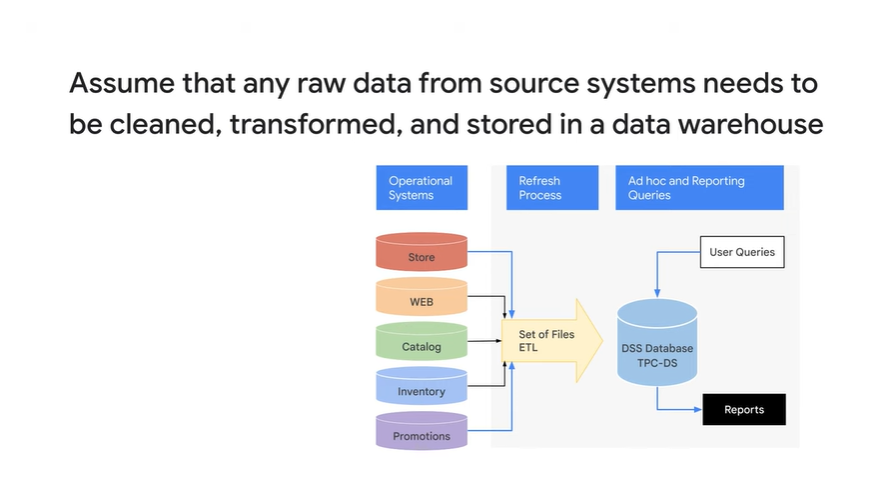 Assume that any raw data from source systems needs to
be cleaned, transformed, and stored in a data warehouse
Operational
Systems
Refresh
Process
Ad hoc and Reporting
Queries
Store
WEB
Catalog
Inventory
Promotions
Set of Files
ETL
User Queries
DSS Database
TPC-DS
Reports